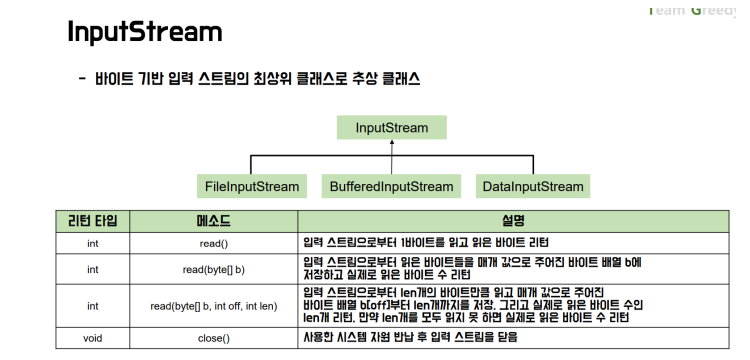 Team Greedy
InputStream
- 바이트 기반 입력 스트림의 최상위 클래스로 추상 클래스
InputStream
FileInputStream BufferedInputStream DataInputStream
리턴 타입 메소드 설명
int read() 입력 스트림으로부터 1바이트를 읽고 읽은 바이트 리턴
int read(byte[] b) 입력 스트림으로부터 읽은 바이트들을 매개 값으로 주어진 바이트 배열 b에
저장하고 실제로 읽은 바이트 수 리턴
int read(byte[] b, int off, int len) 입력 스트림으로부터 len개의 바이트만큼 읽고 매개 값으로 주어진
바이트 배열 b[off]부터 len개까지를 저장, 그리고 실제로 읽은 바이트 수인
len개 리턴, 만약 len개를 모두 읽지 못 하면 실제로 읽은 바이트 수 리턴
void close() 사용한 시스템 자원 반납 후 입력 스트림을 닫음